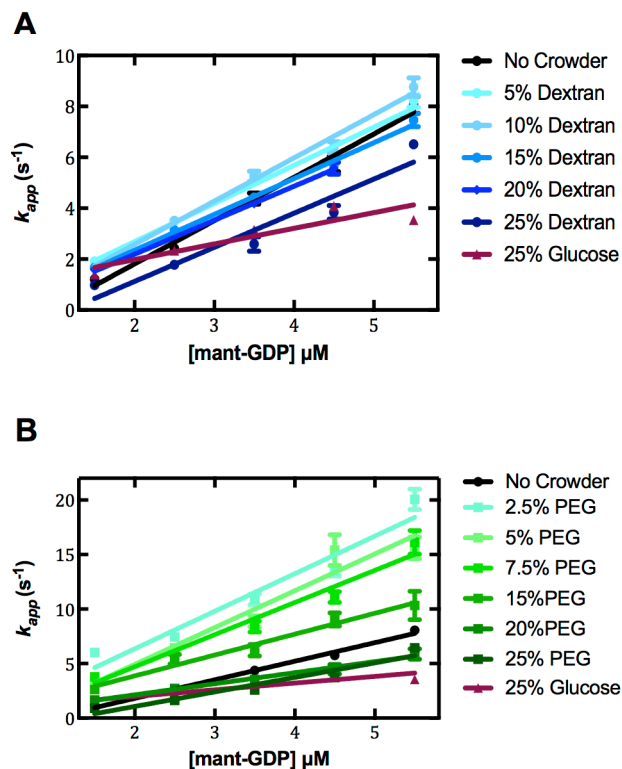 A
10
8
6
4
2
0
2
3
4
5
k_app (s⁻¹)
[mant-GDP] μM
No Crowder
5% Dextran
10% Dextran
15% Dextran
20% Dextran
25% Dextran
25% Glucose
B
20
15
10
5
0
2
3
4
5
k_app (s⁻¹)
[mant-GDP] μM
No Crowder
2.5% PEG
5% PEG
7.5% PEG
15%PEG
20%PEG
25% PEG
25% Glucose